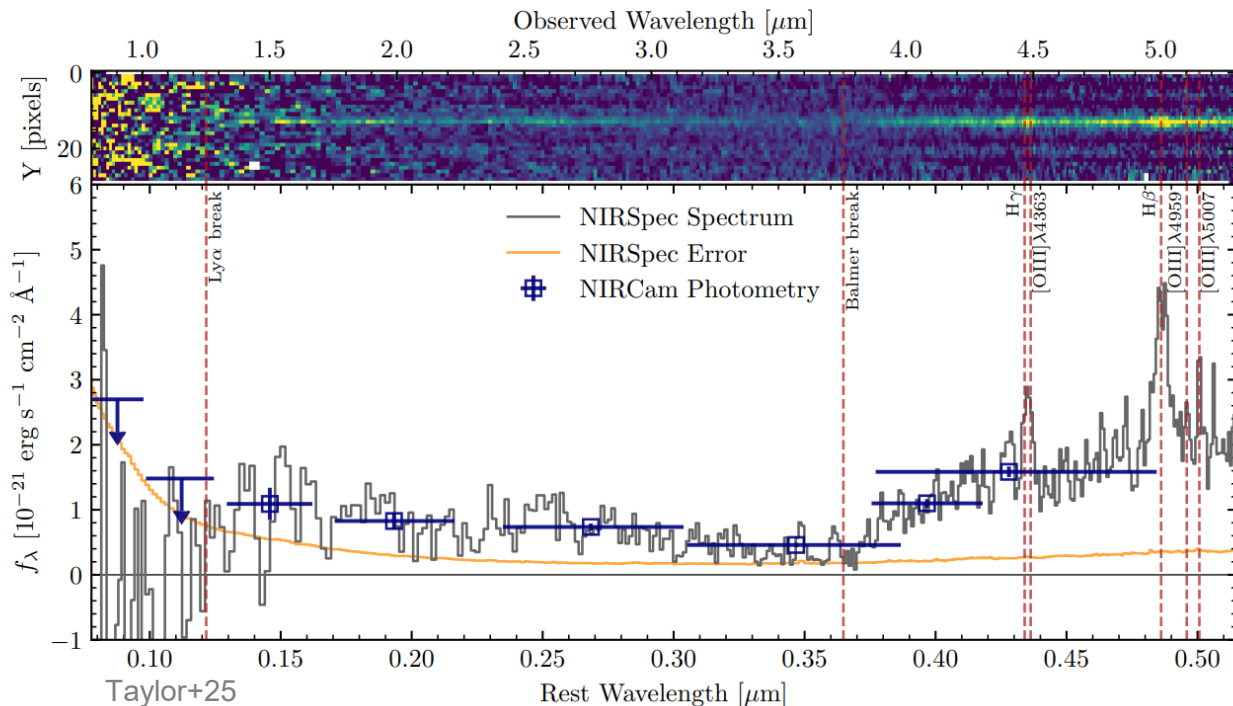 Observed Wavelength [μm]
1.0 1.5 2.0 2.5 3.0 3.5 4.0 4.5 5.0
Y [pixels]
0
20
6
5
4
3
2
1
0
−1
f_λ [10⁻²¹ erg s⁻¹ cm⁻² Å⁻¹]
NIRSpec Spectrum
NIRSpec Error
NIRCam Photometry
Lyα break
Balmer break
Hγ
[OIII]λ4363
Hβ
[OIII]λ4959
[OIII]λ5007
0.10 0.15 0.20 0.25 0.30 0.35 0.40 0.45 0.50
Taylor+25
Rest Wavelength [μm]